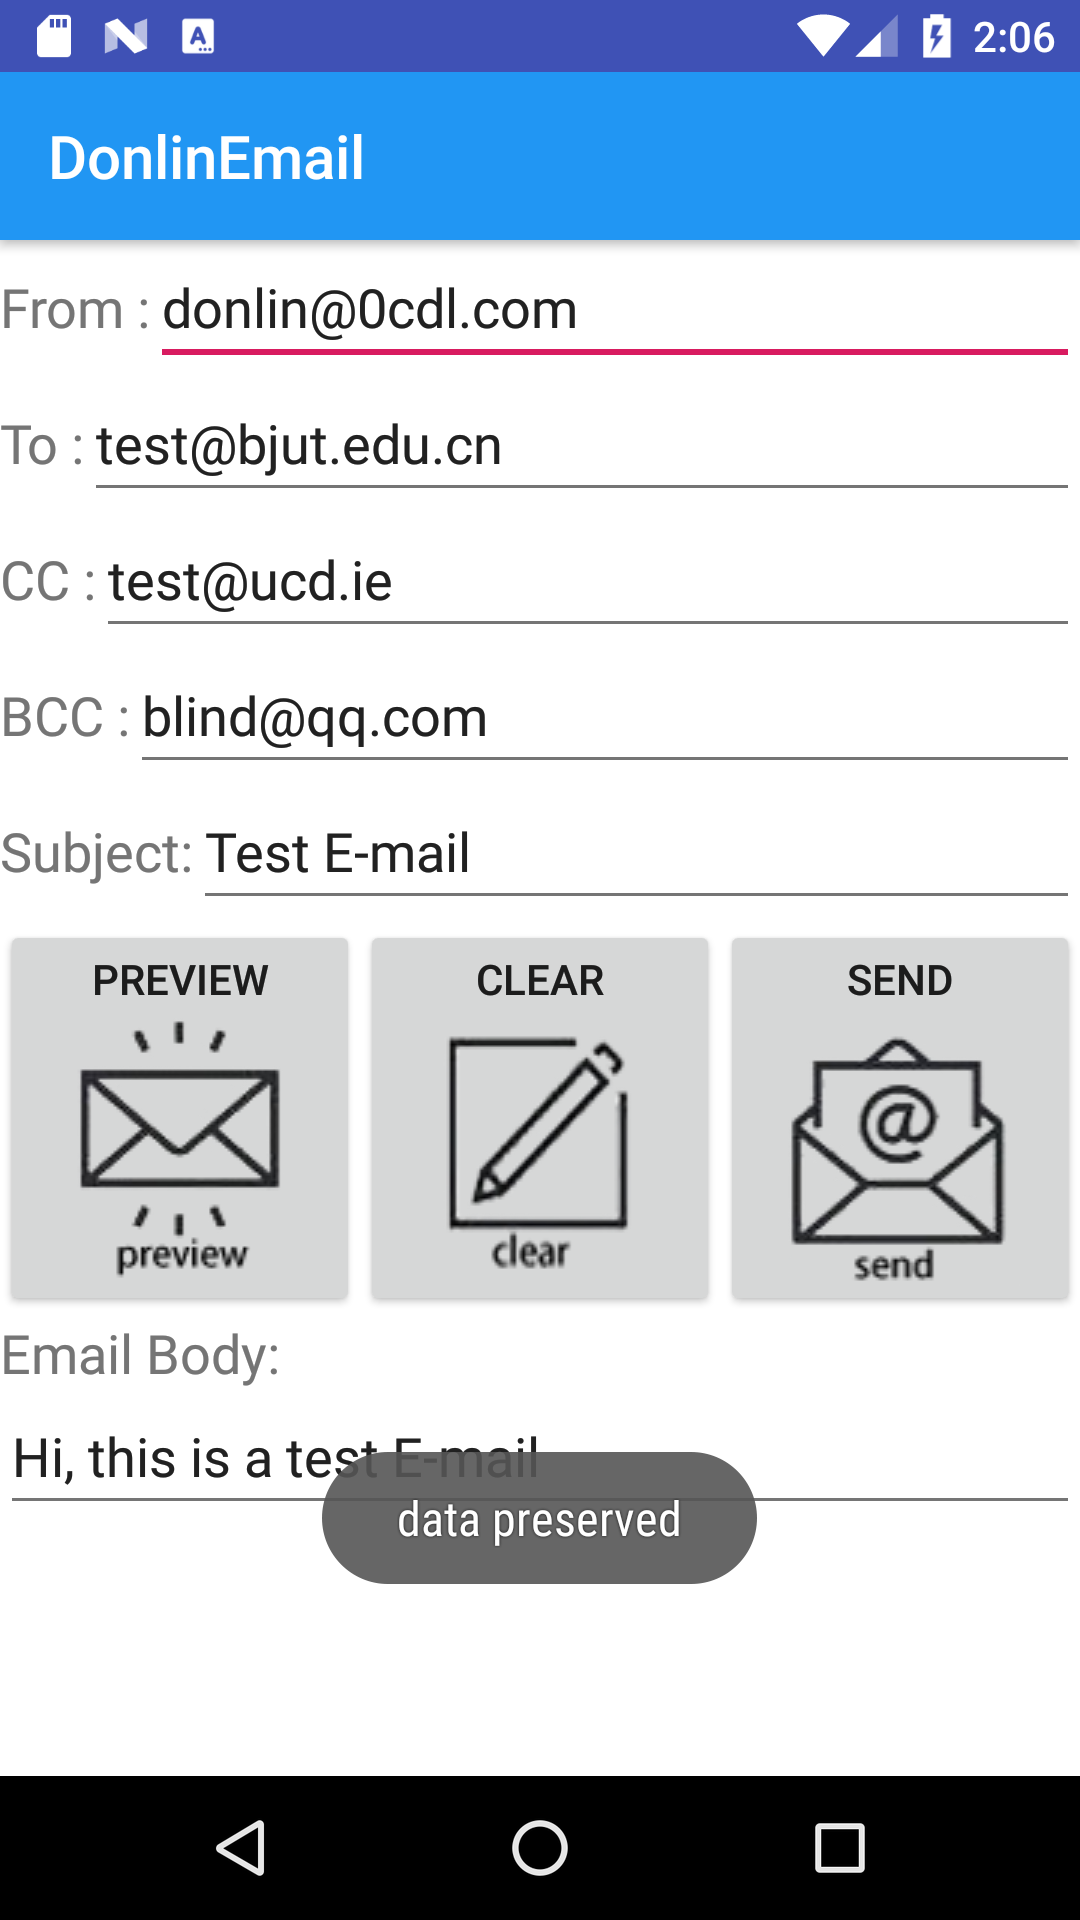 2:06
DonlinEmail
From : donlin@0cdl.com
To : test@bjut.edu.cn
CC : test@ucd.ie
BCC : blind@qq.com
Subject: Test E-mail
PREVIEW CLEAR SEND
preview clear send
Email Body:
Hi, this is a test E-mail
data preserved